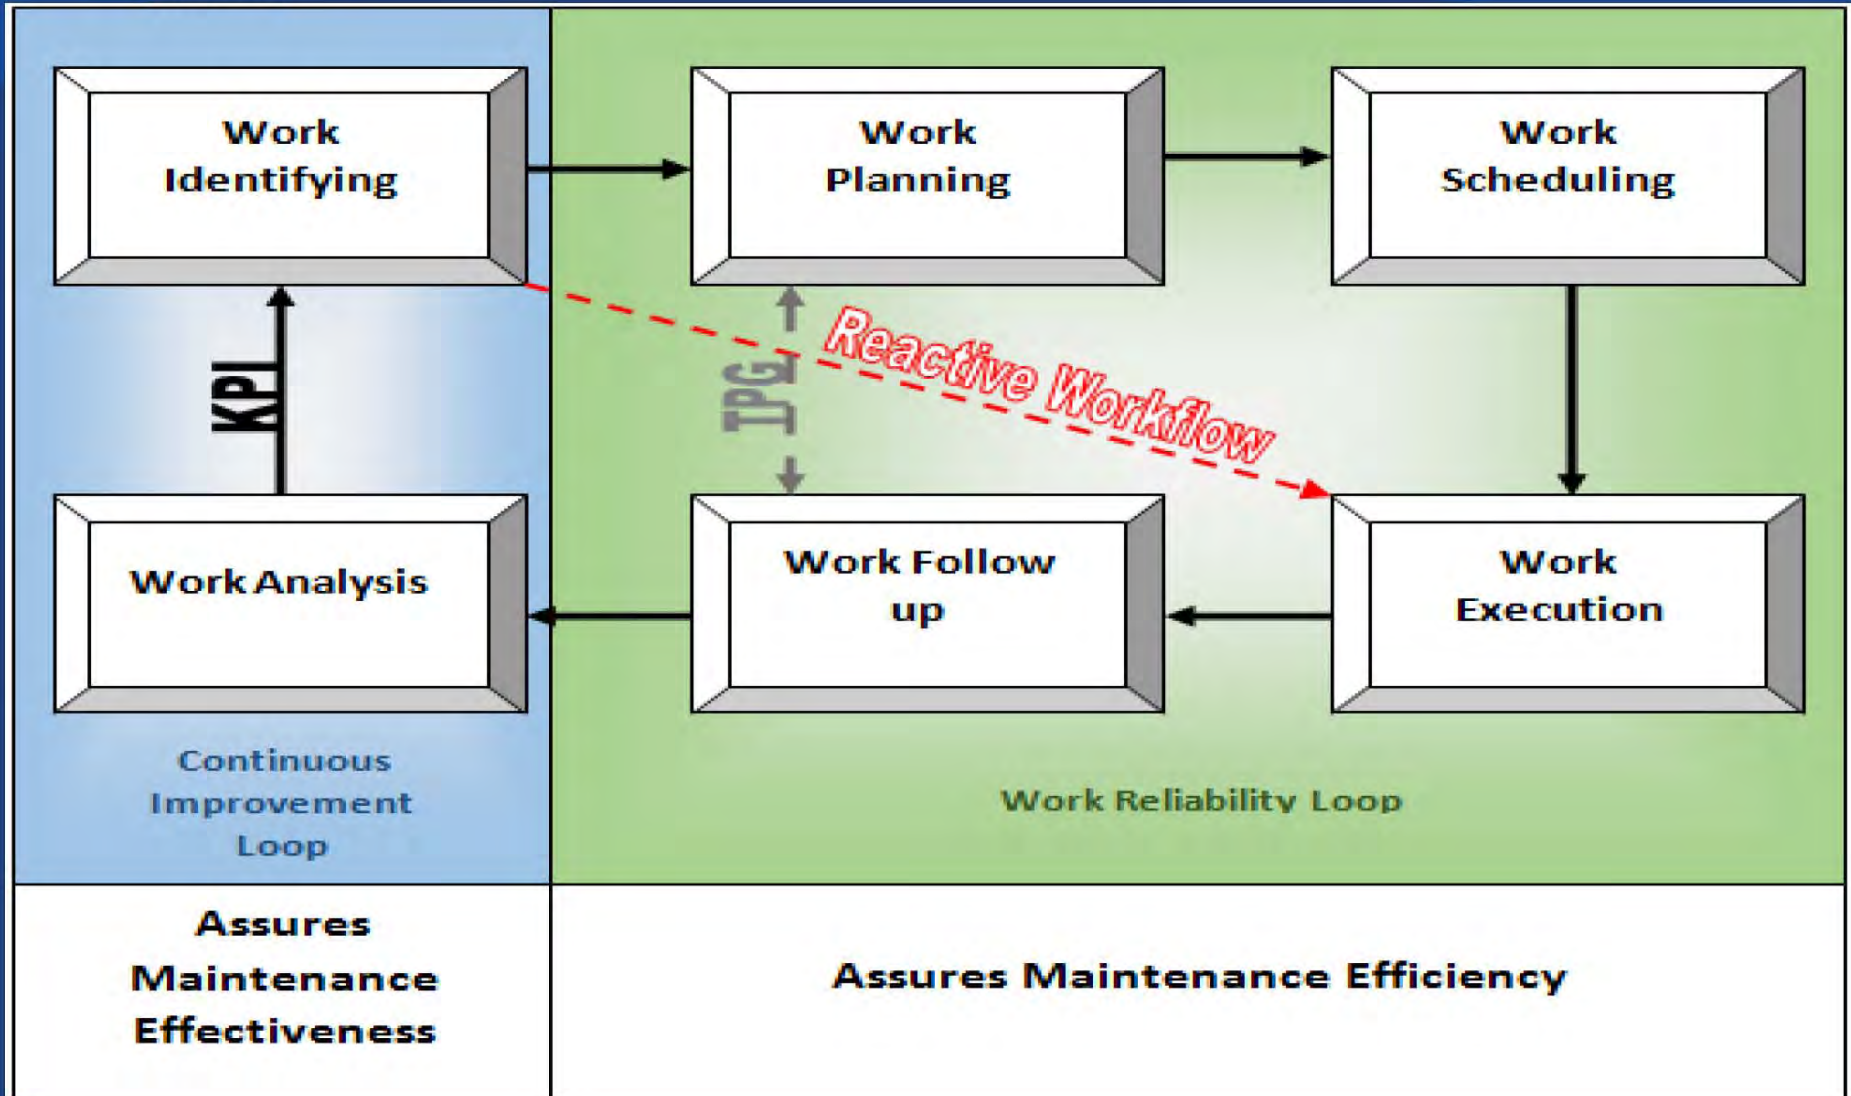 Work
Identifying
Work
Planning
Work
Scheduling
KPI
IPG
Reactive Workflow
Work Analysis
Work Follow
up
Work
Execution
Continuous
Improvement
Loop
Work Reliability Loop
Assures
Maintenance
Effectiveness
Assures Maintenance Efficiency